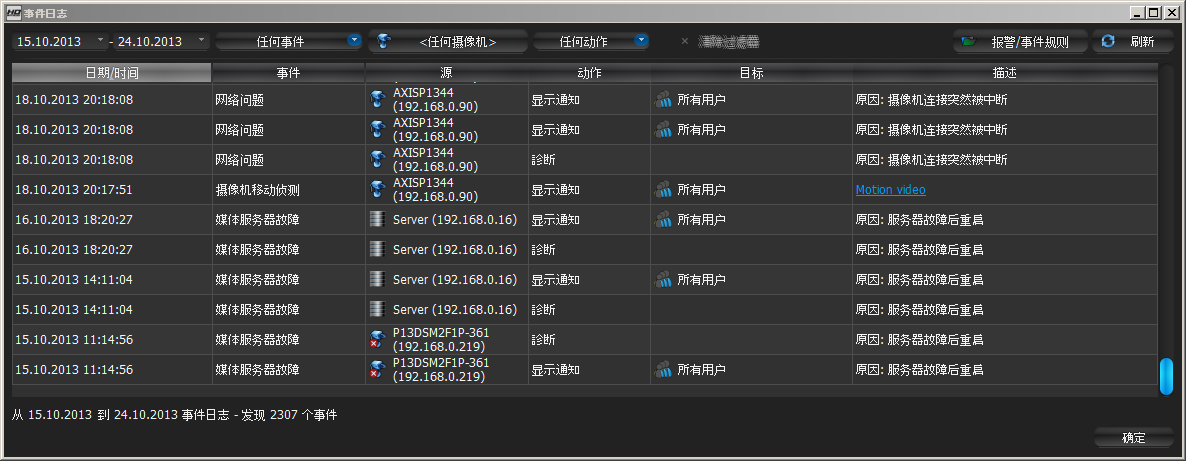 HD 事件日志
15.10.2013 - 24.10.2013 任何事件 <任何摄像机> 任何动作 × 清除过滤器 报警/事件规则 刷新
日期/时间 事件 源 动作 目标 描述
18.10.2013 20:18:08 网络问题 AXISP1344 (192.168.0.90) 显示通知 所有用户 原因: 摄像机连接突然被中断
18.10.2013 20:18:08 网络问题 AXISP1344 (192.168.0.90) 显示通知 所有用户 原因: 摄像机连接突然被中断
18.10.2013 20:18:08 网络问题 AXISP1344 (192.168.0.90) 診断 原因: 摄像机连接突然被中断
18.10.2013 20:17:51 摄像机移动侦测 AXISP1344 (192.168.0.90) 显示通知 所有用户 Motion video
16.10.2013 18:20:27 媒体服务器故障 Server (192.168.0.16) 显示通知 所有用户 原因: 服务器故障后重启
16.10.2013 18:20:27 媒体服务器故障 Server (192.168.0.16) 診断 原因: 服务器故障后重启
15.10.2013 14:11:04 媒体服务器故障 Server (192.168.0.16) 显示通知 所有用户 原因: 服务器故障后重启
15.10.2013 14:11:04 媒体服务器故障 Server (192.168.0.16) 診断 原因: 服务器故障后重启
15.10.2013 11:14:56 媒体服务器故障 P13DSM2F1P-361 (192.168.0.219) 診断 原因: 服务器故障后重启
15.10.2013 11:14:56 媒体服务器故障 P13DSM2F1P-361 (192.168.0.219) 显示通知 所有用户 原因: 服务器故障后重启
从 15.10.2013 到 24.10.2013 事件日志 - 发现 2307 个事件
确定